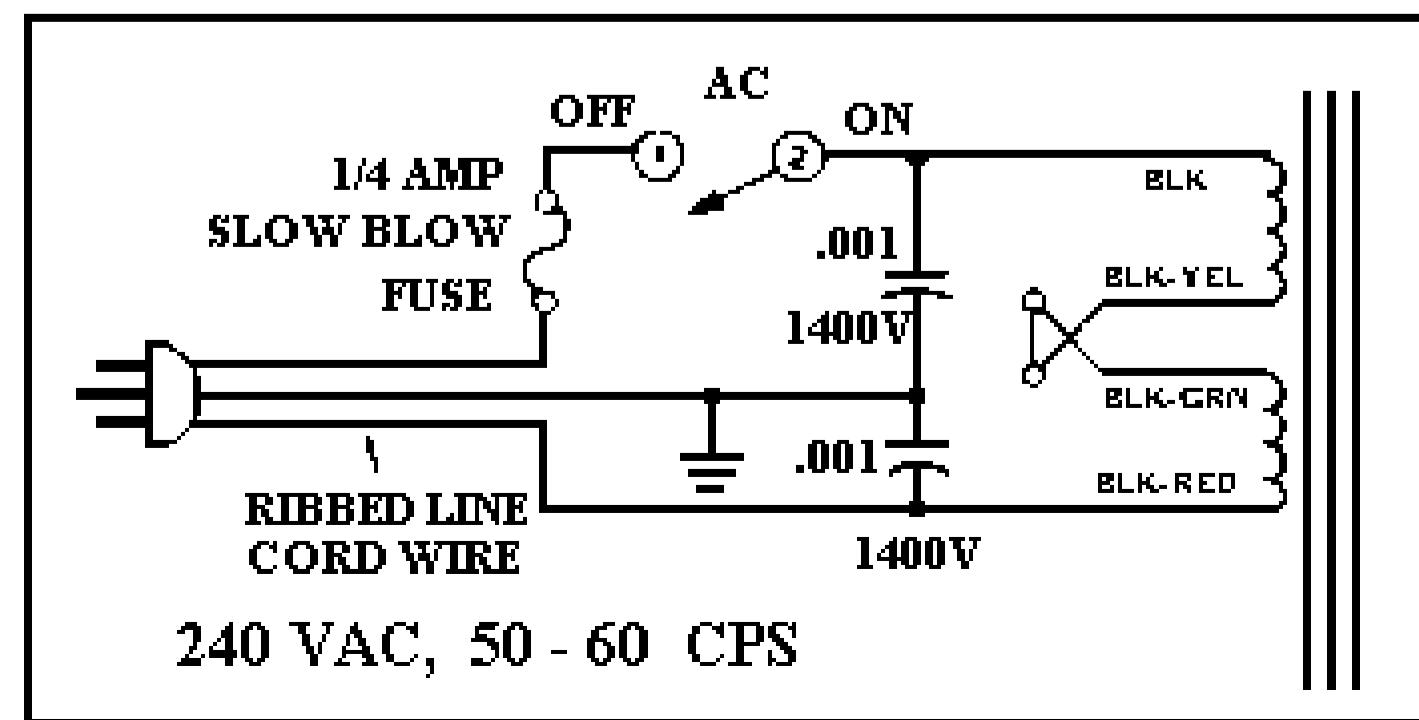 AC
OFF
ON
1
2
1/4 AMP
SLOW BLOW
FUSE
BLK
.001
BLK-YEL
1400V
BLK-GRN
.001
BLK-RED
RIBBED LINE
CORD WIRE
1400V
240 VAC, 50 - 60 CPS